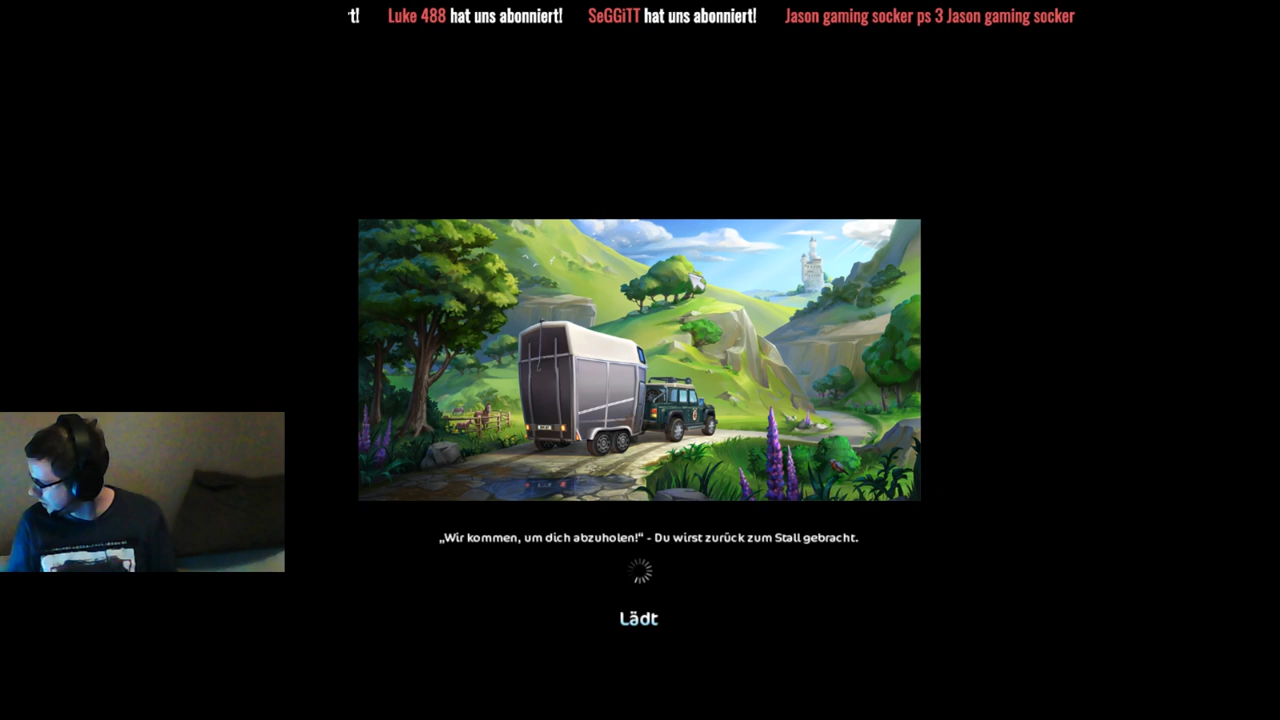 t! Luke 488 hat uns abonniert! SeGGiTT hat uns abonniert! Jason gaming socker ps 3 Jason gaming socker
„Wir kommen, um dich abzuholen!“ - Du wirst zurück zum Stall gebracht.
Lädt